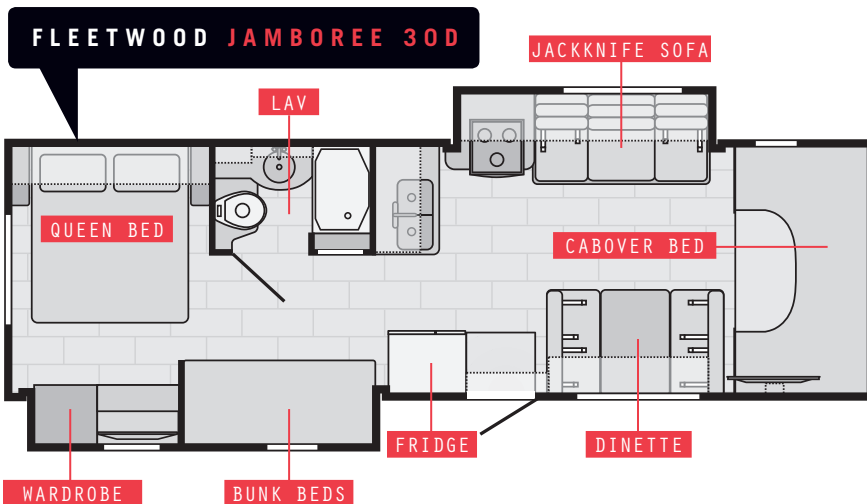 FLEETWOOD JAMBOREE 30D
JACKKNIFE SOFA
LAV
QUEEN BED
CABOVER BED
FRIDGE
DINETTE
WARDROBE
BUNK BEDS